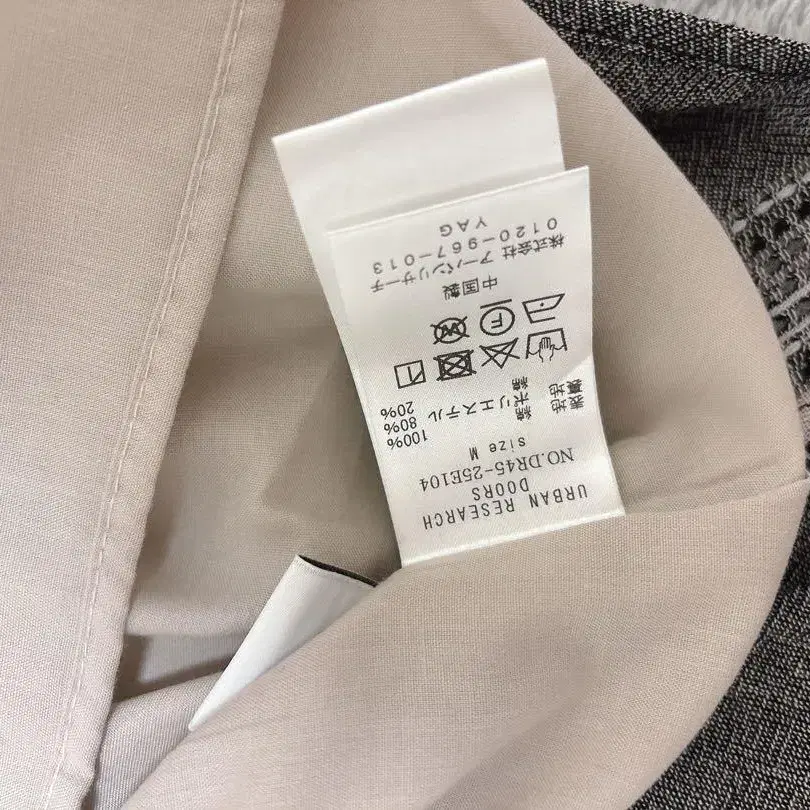 URBAN RESEARCH
DOORS
NO.DR45-25E104
size M
表地 綿 100%
裏地 ポリエステル 80%
綿 20%
F W
中国製
株式会社 アーバンリサーチ
0120-967-013
YAG